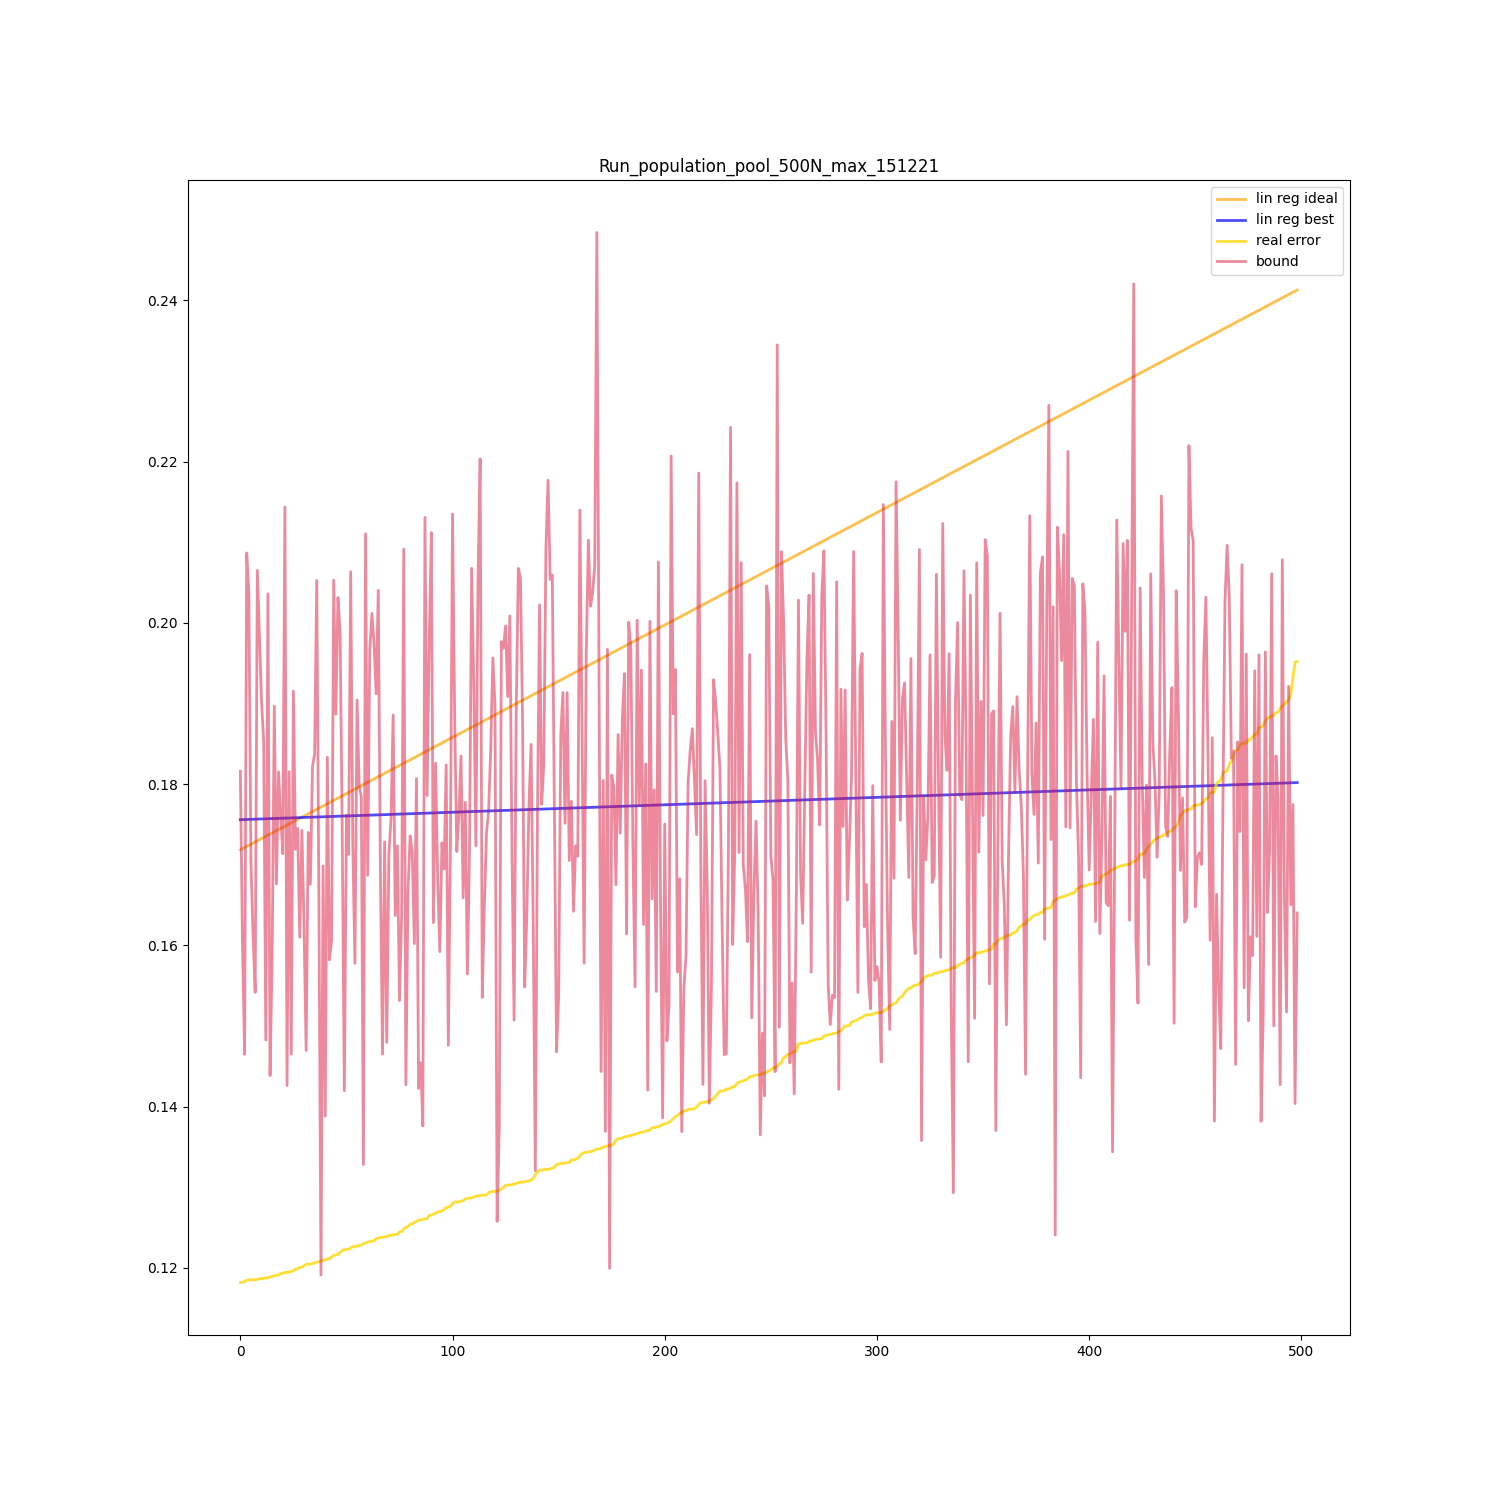 Run_population_pool_500N_max_151221
lin reg ideal
lin reg best
real error
bound
0.24
0.22
0.20
0.18
0.16
0.14
0.12
0 100 200 300 400 500